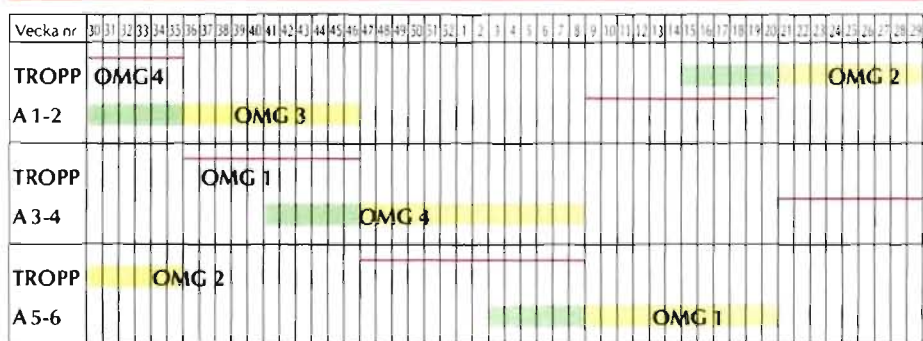 Vecka nr 30 31 32 33 34 35 36 37 38 39 40 41 42 43 44 45 46 47 48 49 50 51 52 1 2 3 4 5 6 7 8 9 10 11 12 13 14 15 16 17 18 19 20 21 22 23 24 25 26 27 28 29
TROPP OMG 4 OMG 2
A 1-2 OMG 3
TROPP OMG 1
A 3-4 OMG 4
TROPP OMG 2
A 5-6 OMG 1